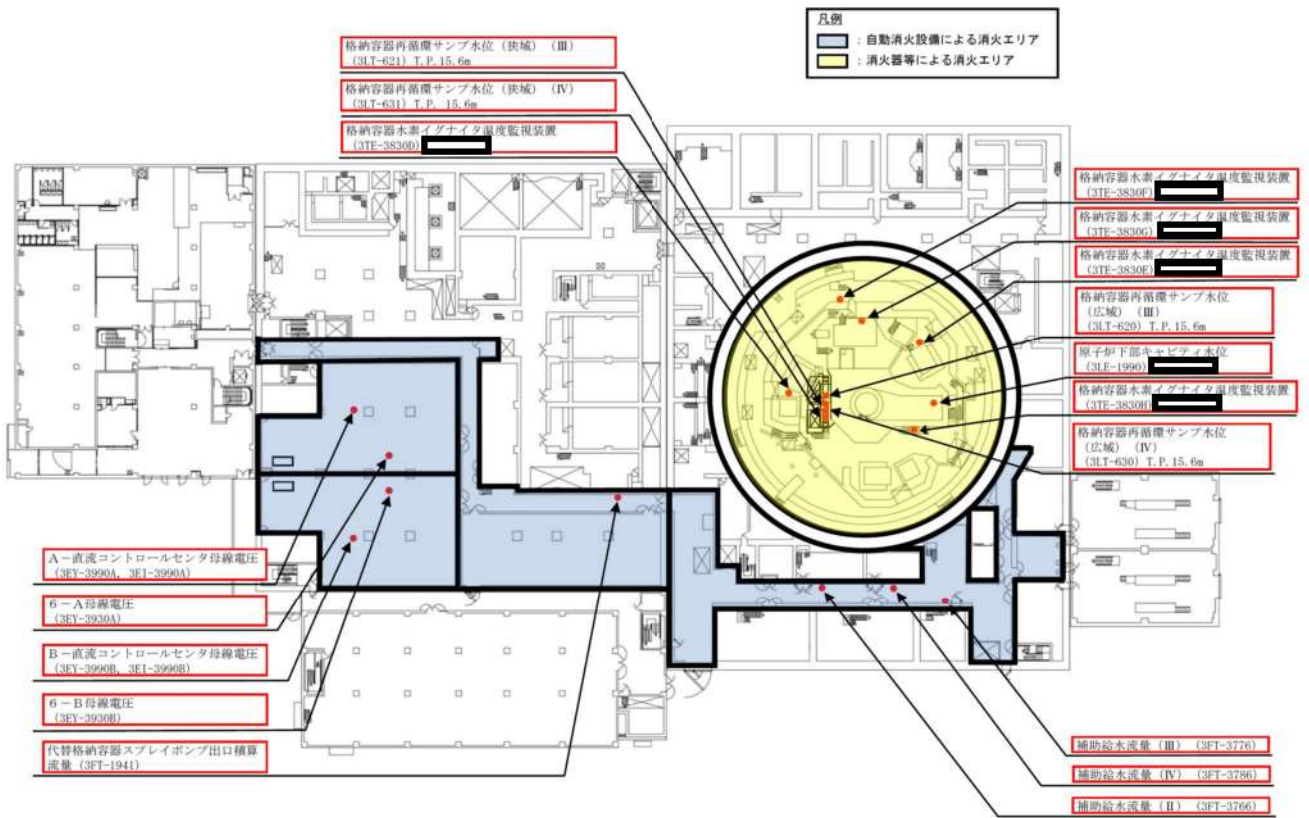 凡例
：自動消火設備による消火エリア
：消火器等による消火エリア
格納容器再循環サンプ水位（狭域）（Ⅲ）
（3LT-621）T.P.15.6m
格納容器再循環サンプ水位（狭域）（Ⅳ）
（3LT-631）T.P. 15.6m
格納容器水素イグナイタ温度監視装置
（3TE-3830D）
格納容器水素イグナイタ温度監視装置
（3TE-3830F）
格納容器水素イグナイタ温度監視装置
（3TE-3830G）
格納容器水素イグナイタ温度監視装置
（3TE-3830E）
格納容器再循環サンプ水位
（広域）（Ⅲ）
（3LT-620）T.P.15.6m
原子炉下部キャビティ水位
（3LE-1990）
格納容器水素イグナイタ温度監視装置
（3TE-3830H）
格納容器再循環サンプ水位
（広域）（Ⅳ）
（3LT-630）T.P.15.6m
A－直流コントロールセンタ母線電圧
（3EY-3990A, 3EI-3990A）
6－A母線電圧
（3EY-3930A）
B－直流コントロールセンタ母線電圧
（3EY-3990B, 3EI-3990B）
6－B母線電圧
（3EY-3930B）
代替格納容器スプレイポンプ出口積算
流量（3FT-1941）
補助給水流量（Ⅲ）（3FT-3776）
補助給水流量（Ⅳ）（3FT-3786）
補助給水流量（Ⅱ）（3FT-3766）